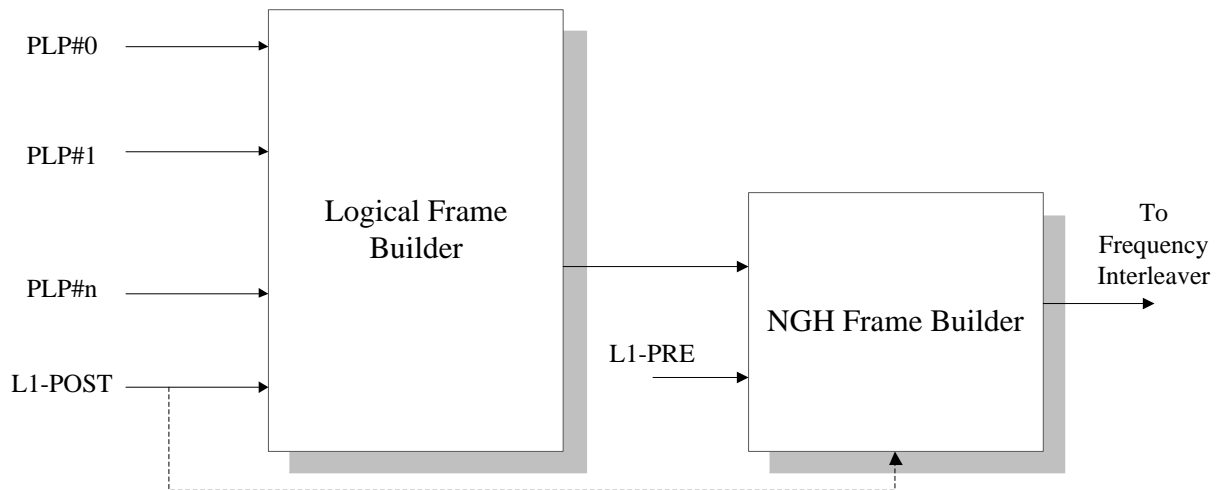 PLP#0
PLP#1
PLP#n
L1-POST
Logical Frame
Builder
L1-PRE
NGH Frame Builder
To
Frequency
Interleaver